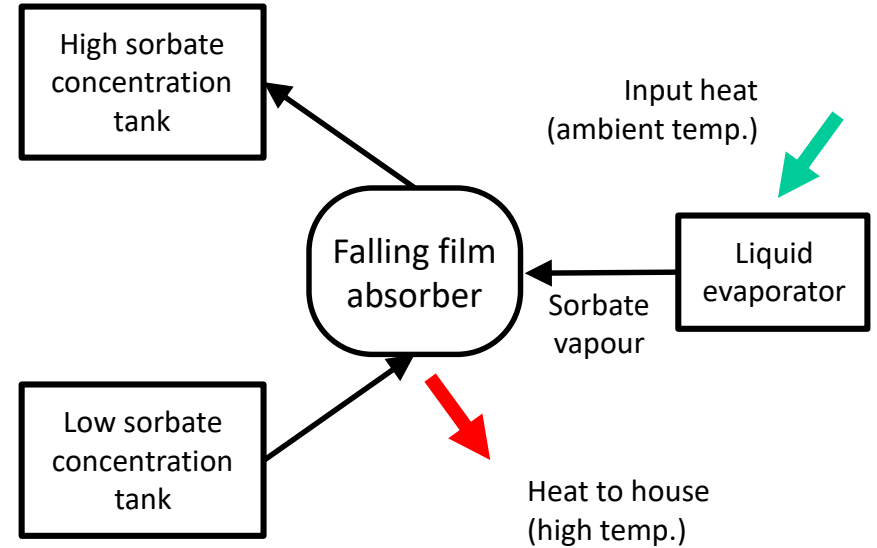 High sorbate
concentration
tank
Input heat
(ambient temp.)
Falling film
absorber
Liquid
evaporator
Sorbate
vapour
Low sorbate
concentration
tank
Heat to house
(high temp.)